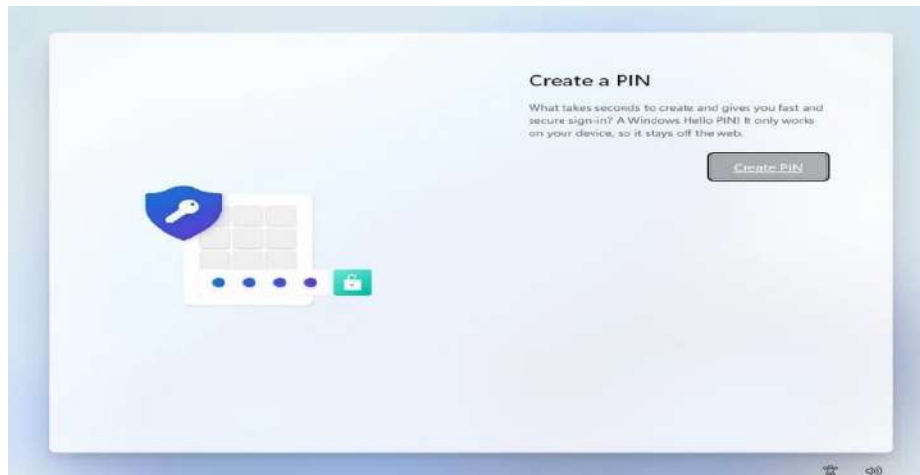 Create a PIN
What takes seconds to create and gives you fast and
secure sign-in? A Windows Hello PIN! It only works
on your device, so it stays off the web.
Create PIN